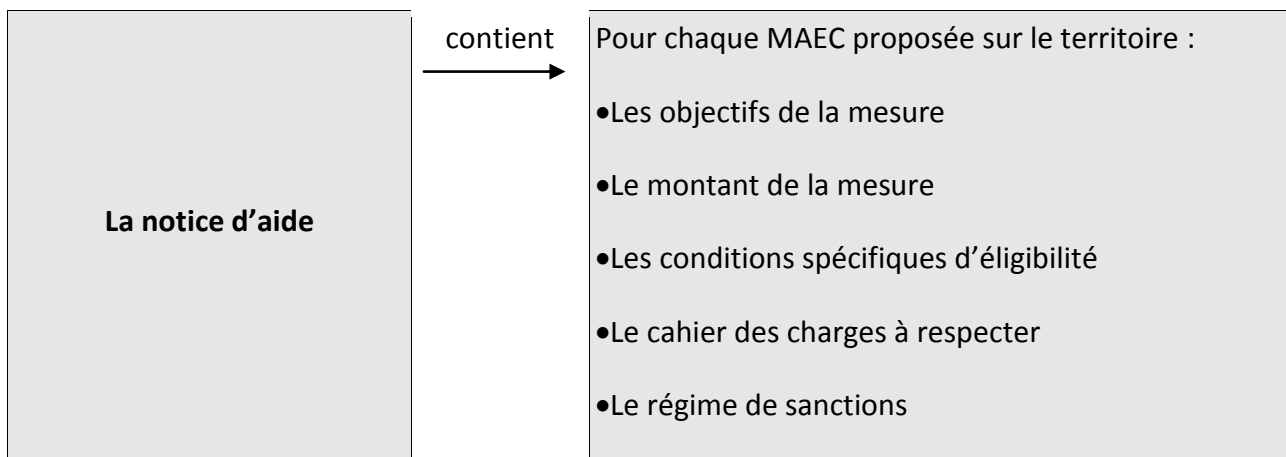 La notice d’aide
contient
Pour chaque MAEC proposée sur le territoire :
•Les objectifs de la mesure
•Le montant de la mesure
•Les conditions spécifiques d’éligibilité
•Le cahier des charges à respecter
•Le régime de sanctions